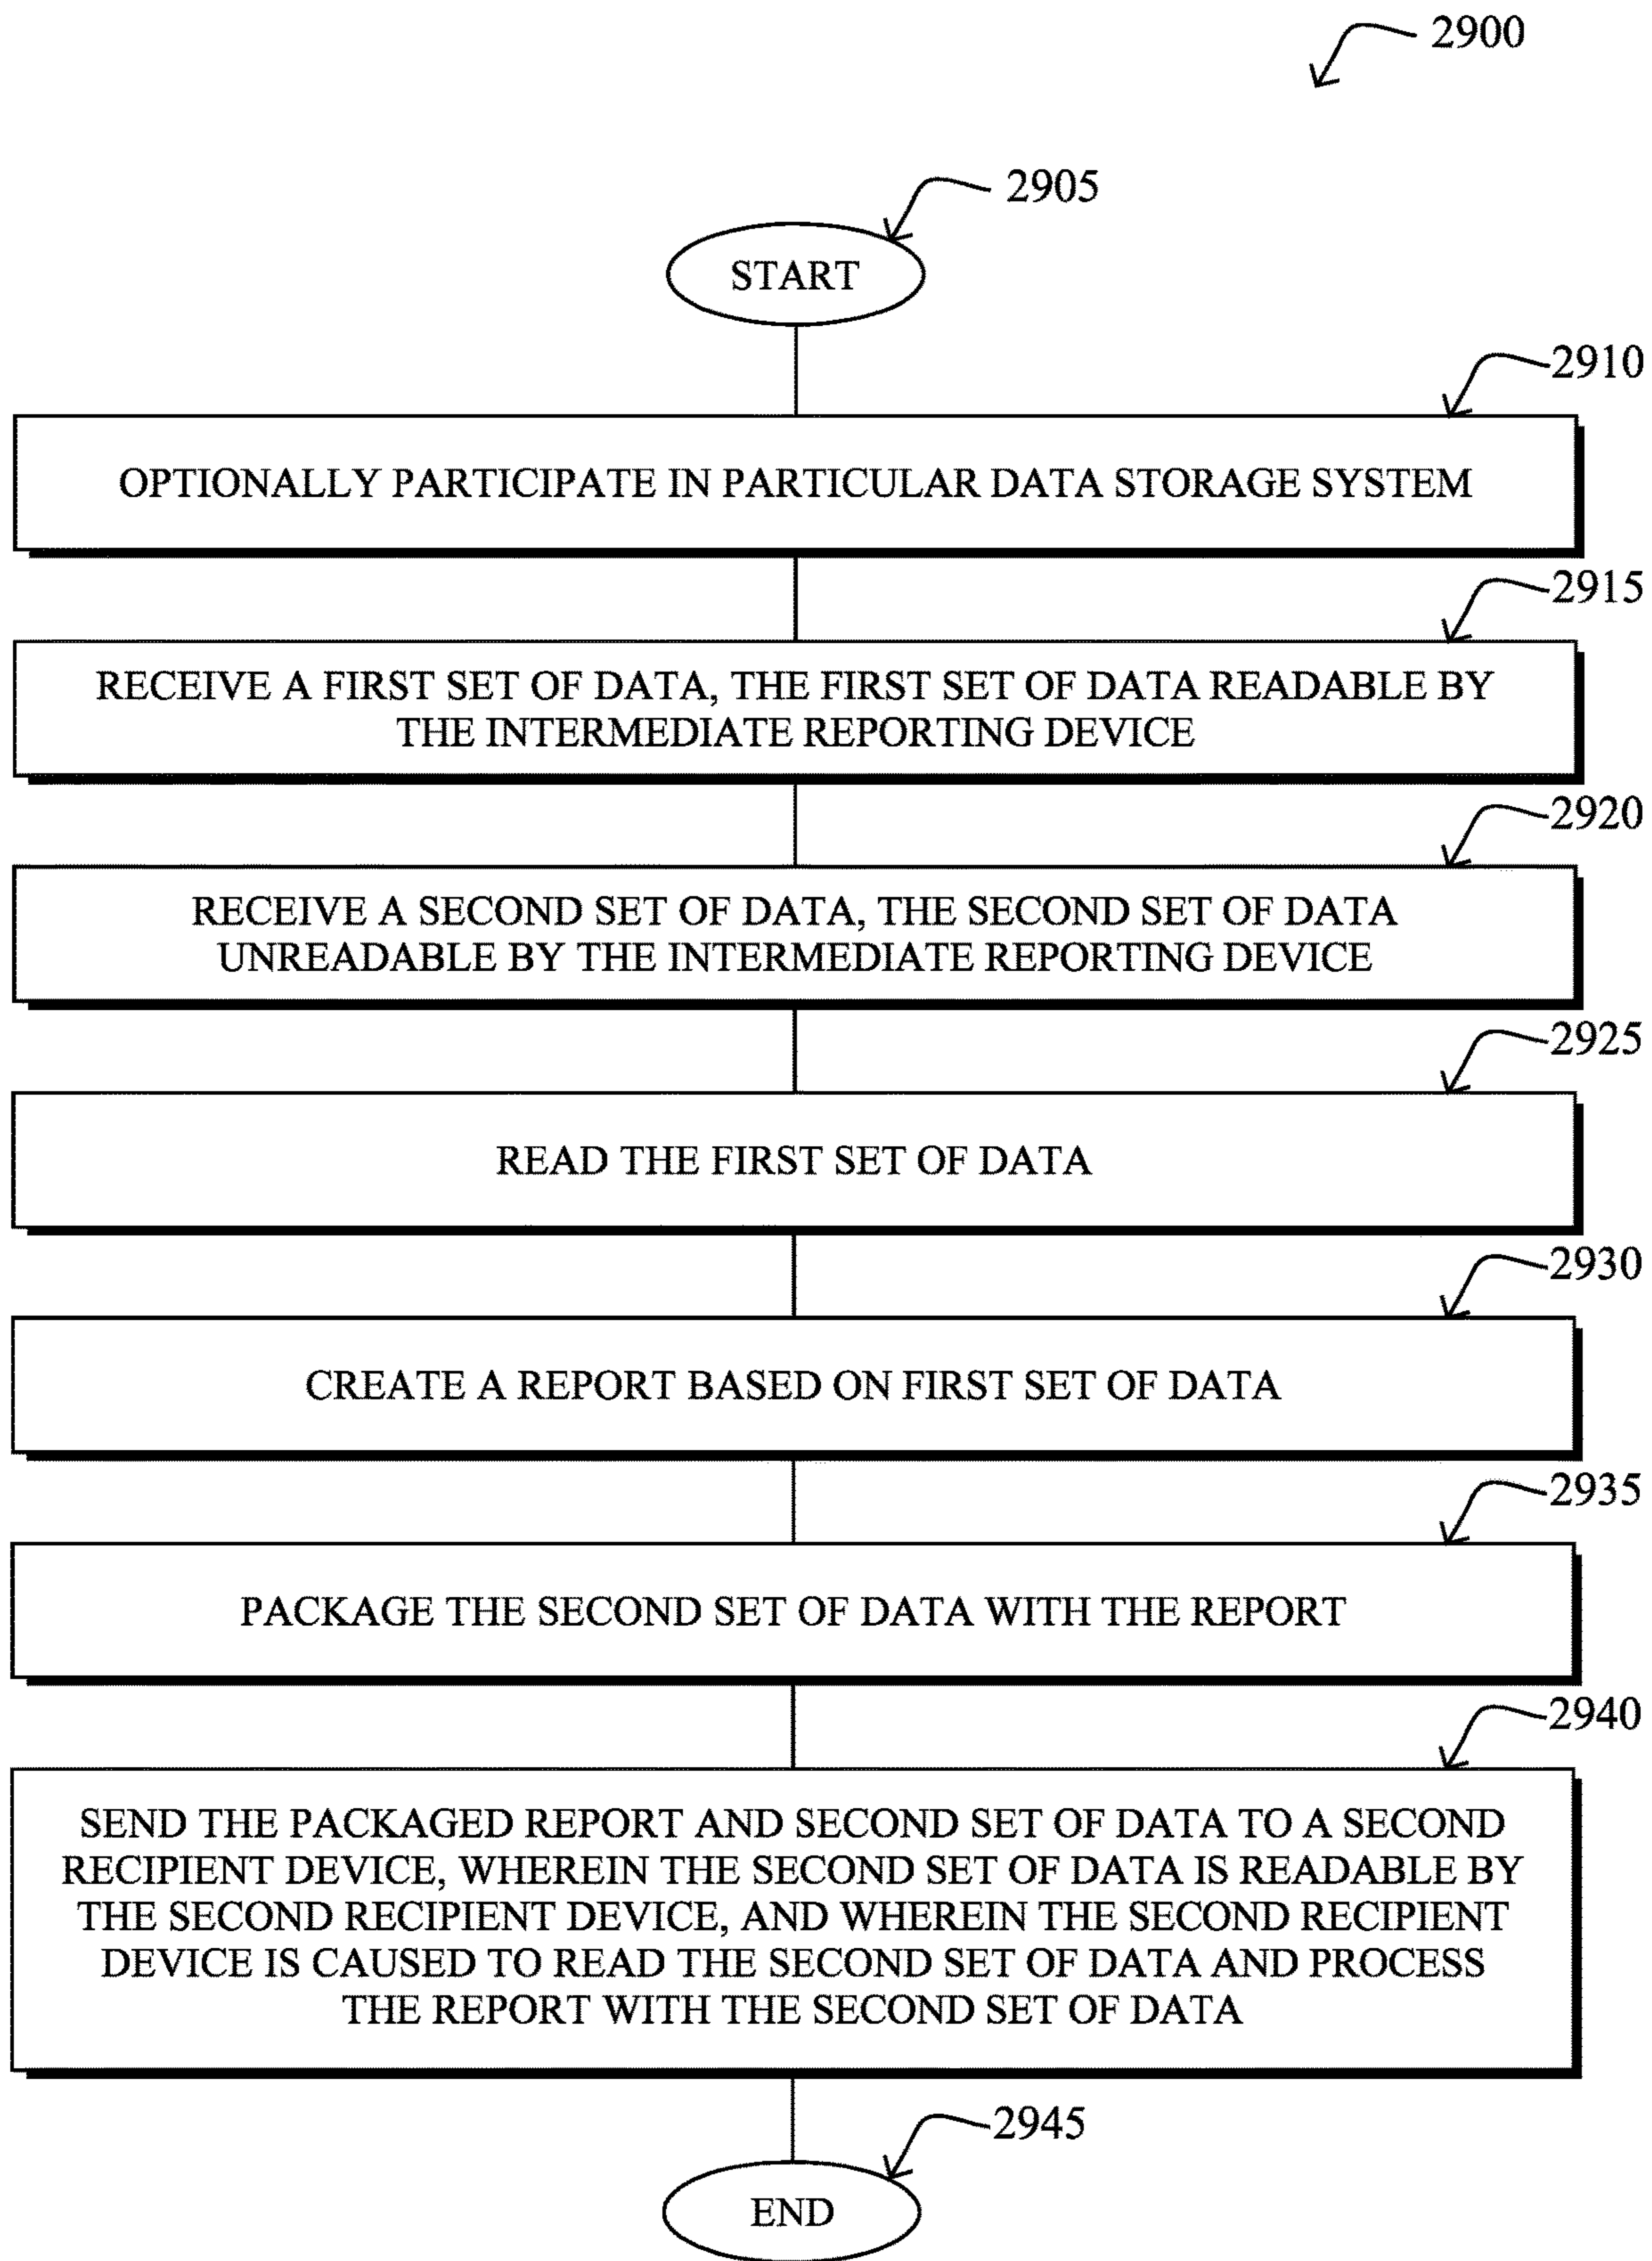 2900
2905
START
2910
OPTIONALLY PARTICIPATE IN PARTICULAR DATA STORAGE SYSTEM
2915
RECEIVE A FIRST SET OF DATA, THE FIRST SET OF DATA READABLE BY
THE INTERMEDIATE REPORTING DEVICE
2920
RECEIVE A SECOND SET OF DATA, THE SECOND SET OF DATA
UNREADABLE BY THE INTERMEDIATE REPORTING DEVICE
2925
READ THE FIRST SET OF DATA
2930
CREATE A REPORT BASED ON FIRST SET OF DATA
2935
PACKAGE THE SECOND SET OF DATA WITH THE REPORT
2940
SEND THE PACKAGED REPORT AND SECOND SET OF DATA TO A SECOND
RECIPIENT DEVICE, WHEREIN THE SECOND SET OF DATA IS READABLE BY
THE SECOND RECIPIENT DEVICE, AND WHEREIN THE SECOND RECIPIENT
DEVICE IS CAUSED TO READ THE SECOND SET OF DATA AND PROCESS
THE REPORT WITH THE SECOND SET OF DATA
2945
END